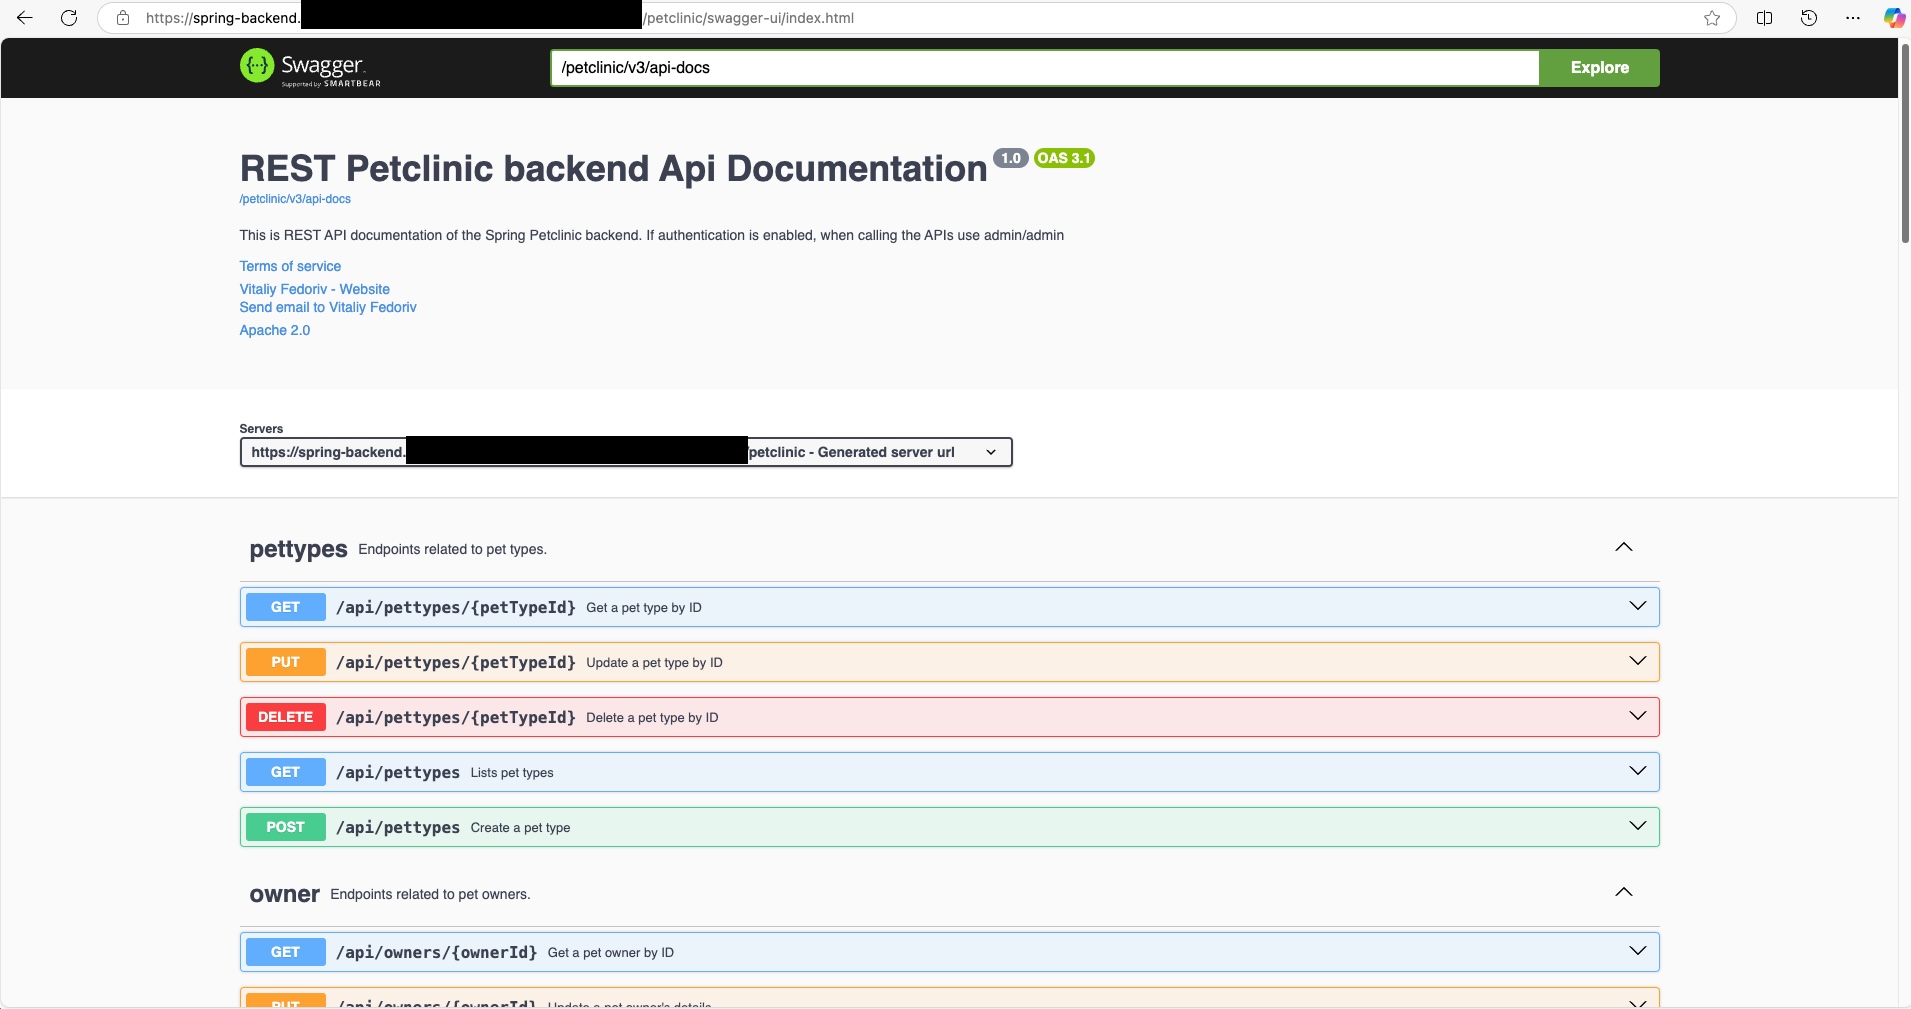 https://spring-backend. /petclinic/swagger-ui/index.html
{···} Swagger
Supported by SMARTBEAR
/petclinic/v3/api-docs
Explore
REST Petclinic backend Api Documentation 1.0 OAS 3.1
/petclinic/v3/api-docs
This is REST API documentation of the Spring Petclinic backend. If authentication is enabled, when calling the APIs use admin/admin
Terms of service
Vitaliy Fedoriv - Website
Send email to Vitaliy Fedoriv
Apache 2.0
Servers
https://spring-backend. /petclinic - Generated server url
pettypes Endpoints related to pet types.
GET /api/pettypes/{petTypeId} Get a pet type by ID
PUT /api/pettypes/{petTypeId} Update a pet type by ID
DELETE /api/pettypes/{petTypeId} Delete a pet type by ID
GET /api/pettypes Lists pet types
POST /api/pettypes Create a pet type
owner Endpoints related to pet owners.
GET /api/owners/{ownerId} Get a pet owner by ID
PUT /api/owners/{ownerId} Update a pet owner's details